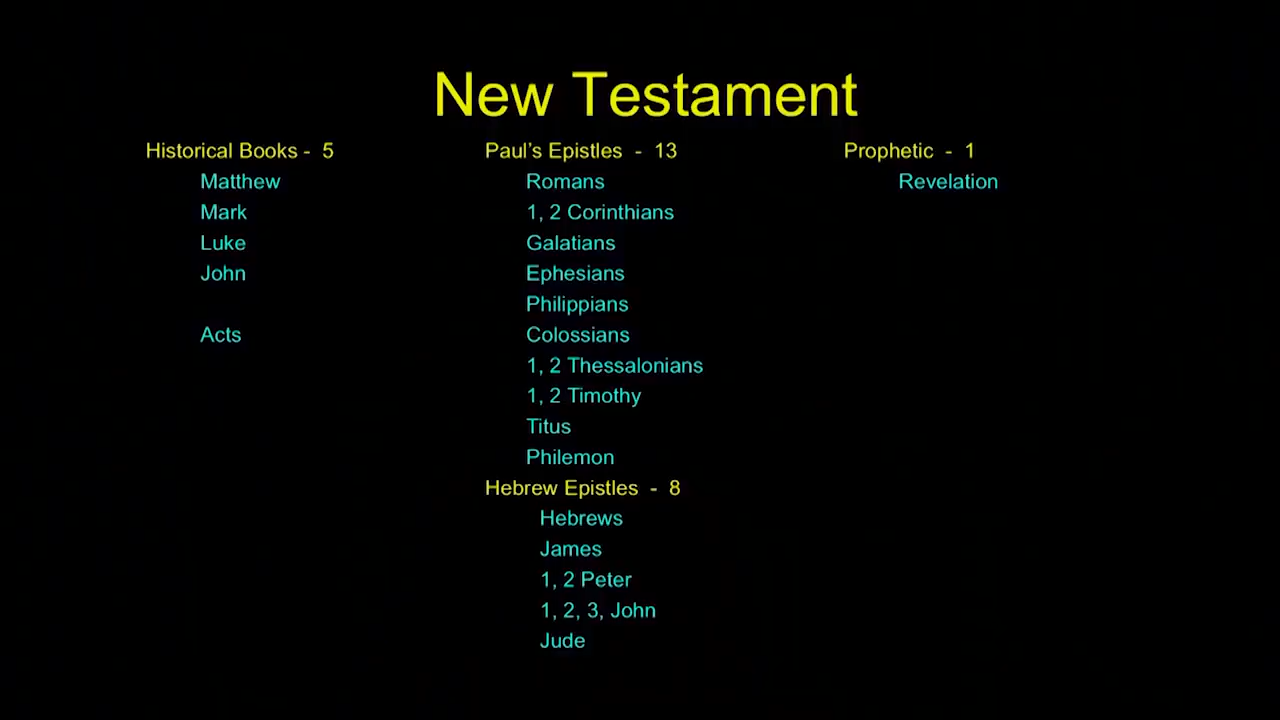 New Testament
Historical Books - 5
Matthew
Mark
Luke
John
Acts
Paul's Epistles - 13
Romans
1, 2 Corinthians
Galatians
Ephesians
Philippians
Colossians
1, 2 Thessalonians
1, 2 Timothy
Titus
Philemon
Hebrew Epistles - 8
Hebrews
James
1, 2 Peter
1, 2, 3, John
Jude
Prophetic - 1
Revelation